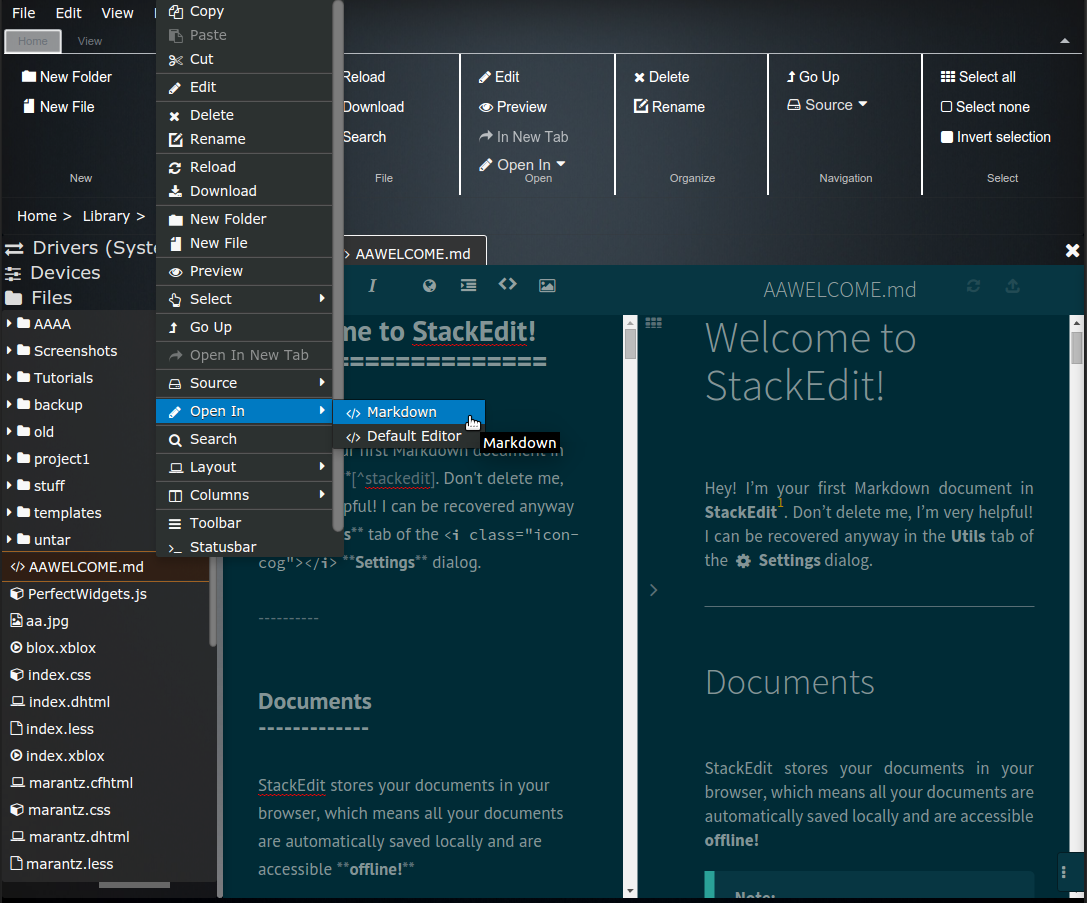 File Edit View
Home View
New Folder
New File
New
Copy
Paste
Cut
Edit
Delete
Rename
Reload
Download
New Folder
New File
Preview
Select
Go Up
Open In New Tab
Source
Open In
Search
Layout
Columns
Toolbar
Statusbar
Markdown
Default Editor
Markdown
Reload
Download
Search
File
Edit
Preview
In New Tab
Open In
Open
Delete
Rename
Organize
Go Up
Source
Navigation
Select all
Select none
Invert selection
Select
Home > Library >
Drivers (Syst
Devices
Files
AAAA
Screenshots
Tutorials
backup
old
project1
stuff
templates
untar
</> AAWELCOME.md
PerfectWidgets.js
aa.jpg
blox.xblox
index.css
index.dhtml
index.less
index.xblox
marantz.cfhtml
marantz.css
marantz.dhtml
marantz.less
AAWELCOME.md
I
AAWELCOME.md
me to StackEdit!
==============
ur first Markdown document in
*[^stackedit]. Don't delete me,
pful! I can be recovered anyway
s** tab of the <i class="icon-
cog"></i> **Settings** dialog.
----------
Documents
-------------
StackEdit stores your documents in your
browser, which means all your documents
are automatically saved locally and are
accessible **offline!**
Welcome to
StackEdit!
Hey! I'm your first Markdown document in
StackEdit1. Don't delete me, I'm very helpful!
I can be recovered anyway in the Utils tab of
the Settings dialog.
Documents
StackEdit stores your documents in your
browser, which means all your documents are
automatically saved locally and are accessible
offline!
Note: